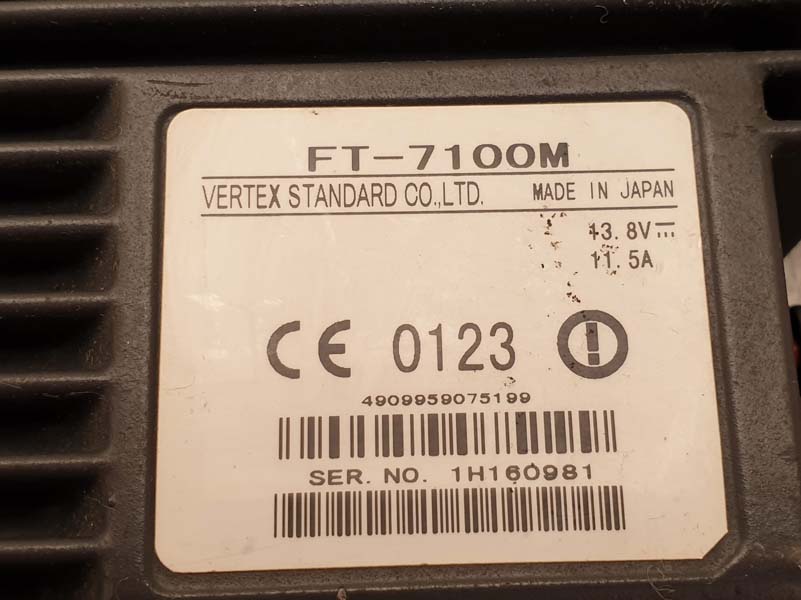 FT-7100M
VERTEX STANDARD CO.,LTD. MADE IN JAPAN
13.8V
11.5A
CE 0123 !
4909959075199
SER. NO. 1H160981